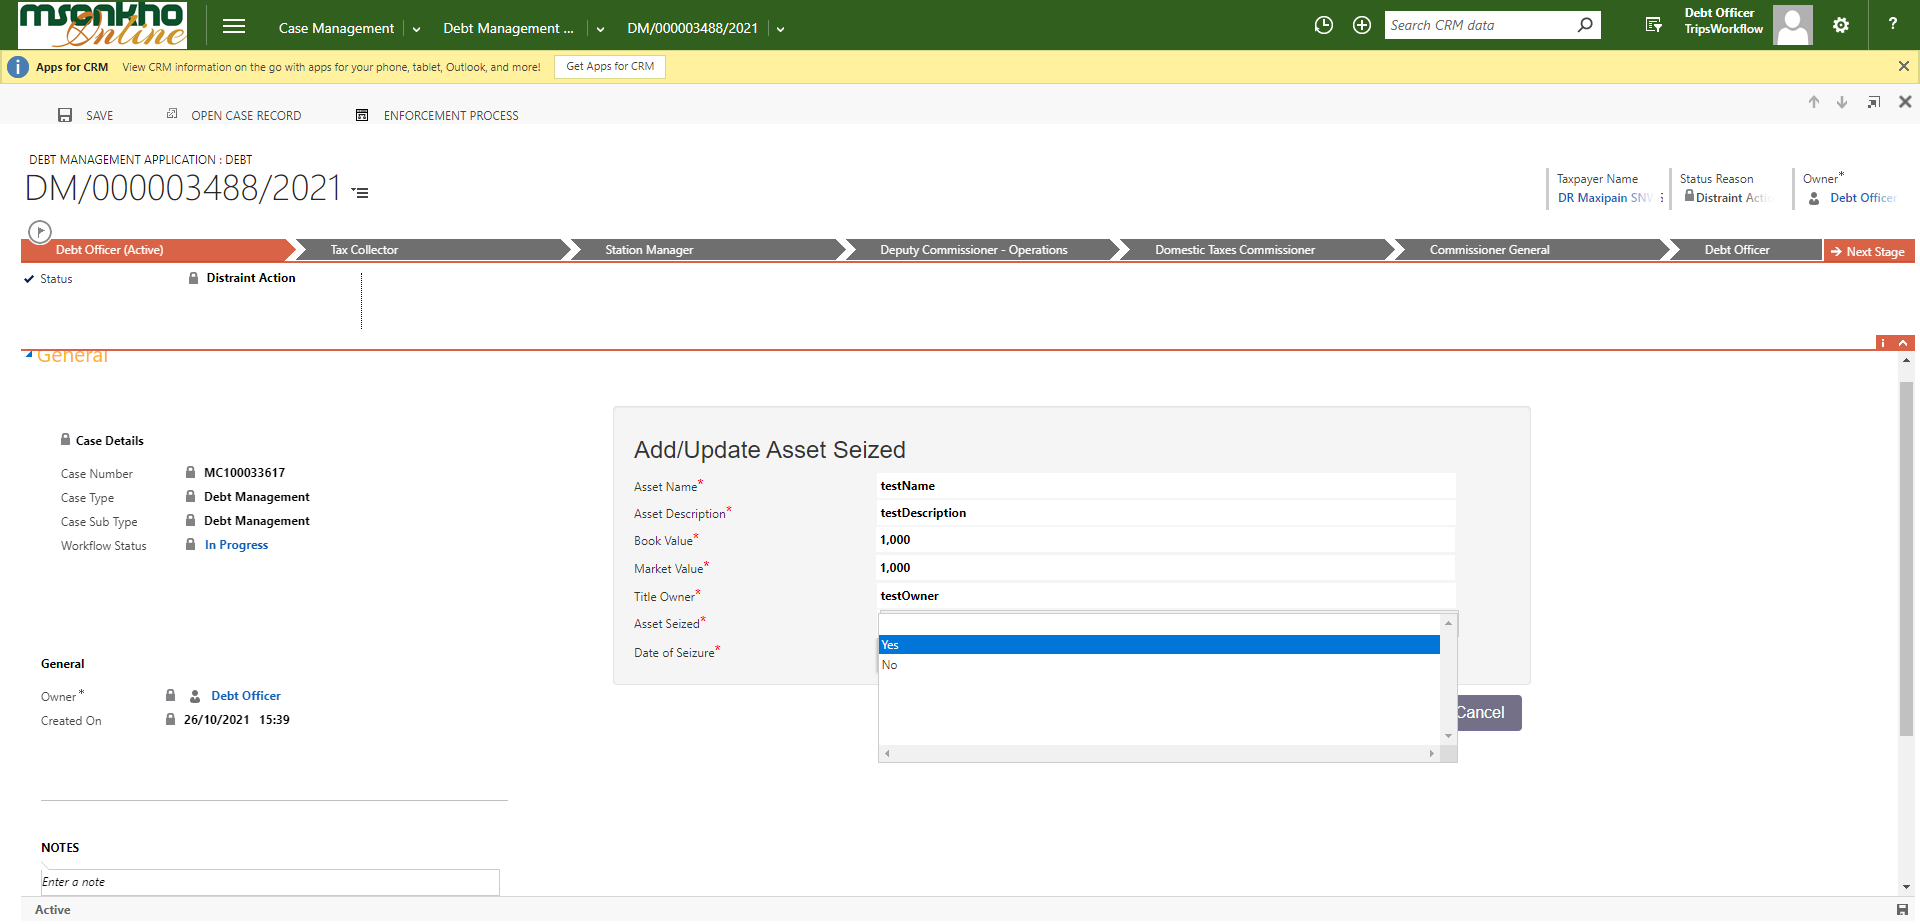 msonkho Online
Case Management
Debt Management ...
DM/000003488/2021
Search CRM data
Debt Officer
TripsWorkflow
?
i Apps for CRM View CRM information on the go with apps for your phone, tablet, Outlook, and more! Get Apps for CRM
SAVE OPEN CASE RECORD ENFORCEMENT PROCESS
DEBT MANAGEMENT APPLICATION : DEBT
DM/000003488/2021
Taxpayer Name
DR Maxipain SNV
Status Reason
Distraint Actio
Owner*
Debt Officer
Debt Officer (Active) Tax Collector Station Manager Deputy Commissioner - Operations Domestic Taxes Commissioner Commissioner General Debt Officer → Next Stage
Status Distraint Action
General
Case Details
Case Number MC100033617
Case Type Debt Management
Case Sub Type Debt Management
Workflow Status In Progress
General
Owner* Debt Officer
Created On 26/10/2021 15:39
NOTES
Enter a note
Add/Update Asset Seized
Asset Name* testName
Asset Description* testDescription
Book Value* 1,000
Market Value* 1,000
Title Owner* testOwner
Asset Seized*
Yes
Date of Seizure*
No
Cancel
Active